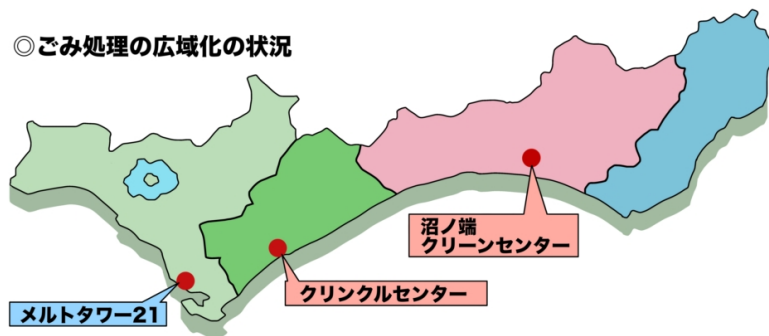 ◎ごみ処理の広域化の状況
沼ノ端
クリーンセンター
クリンクルセンター
メルトタワー21